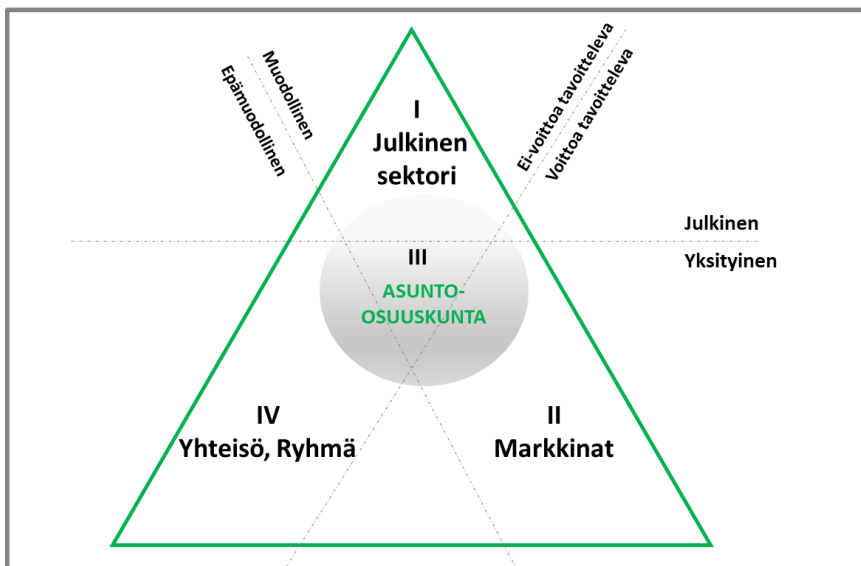 Muodollinen
Epämuodollinen
Ei-voittoa tavoitteleva
Voittoa tavoitteleva
I
Julkinen
sektori
Julkinen
Yksityinen
III
ASUNTO-
OSUUSKUNTA
IV
Yhteisö, Ryhmä
II
Markkinat